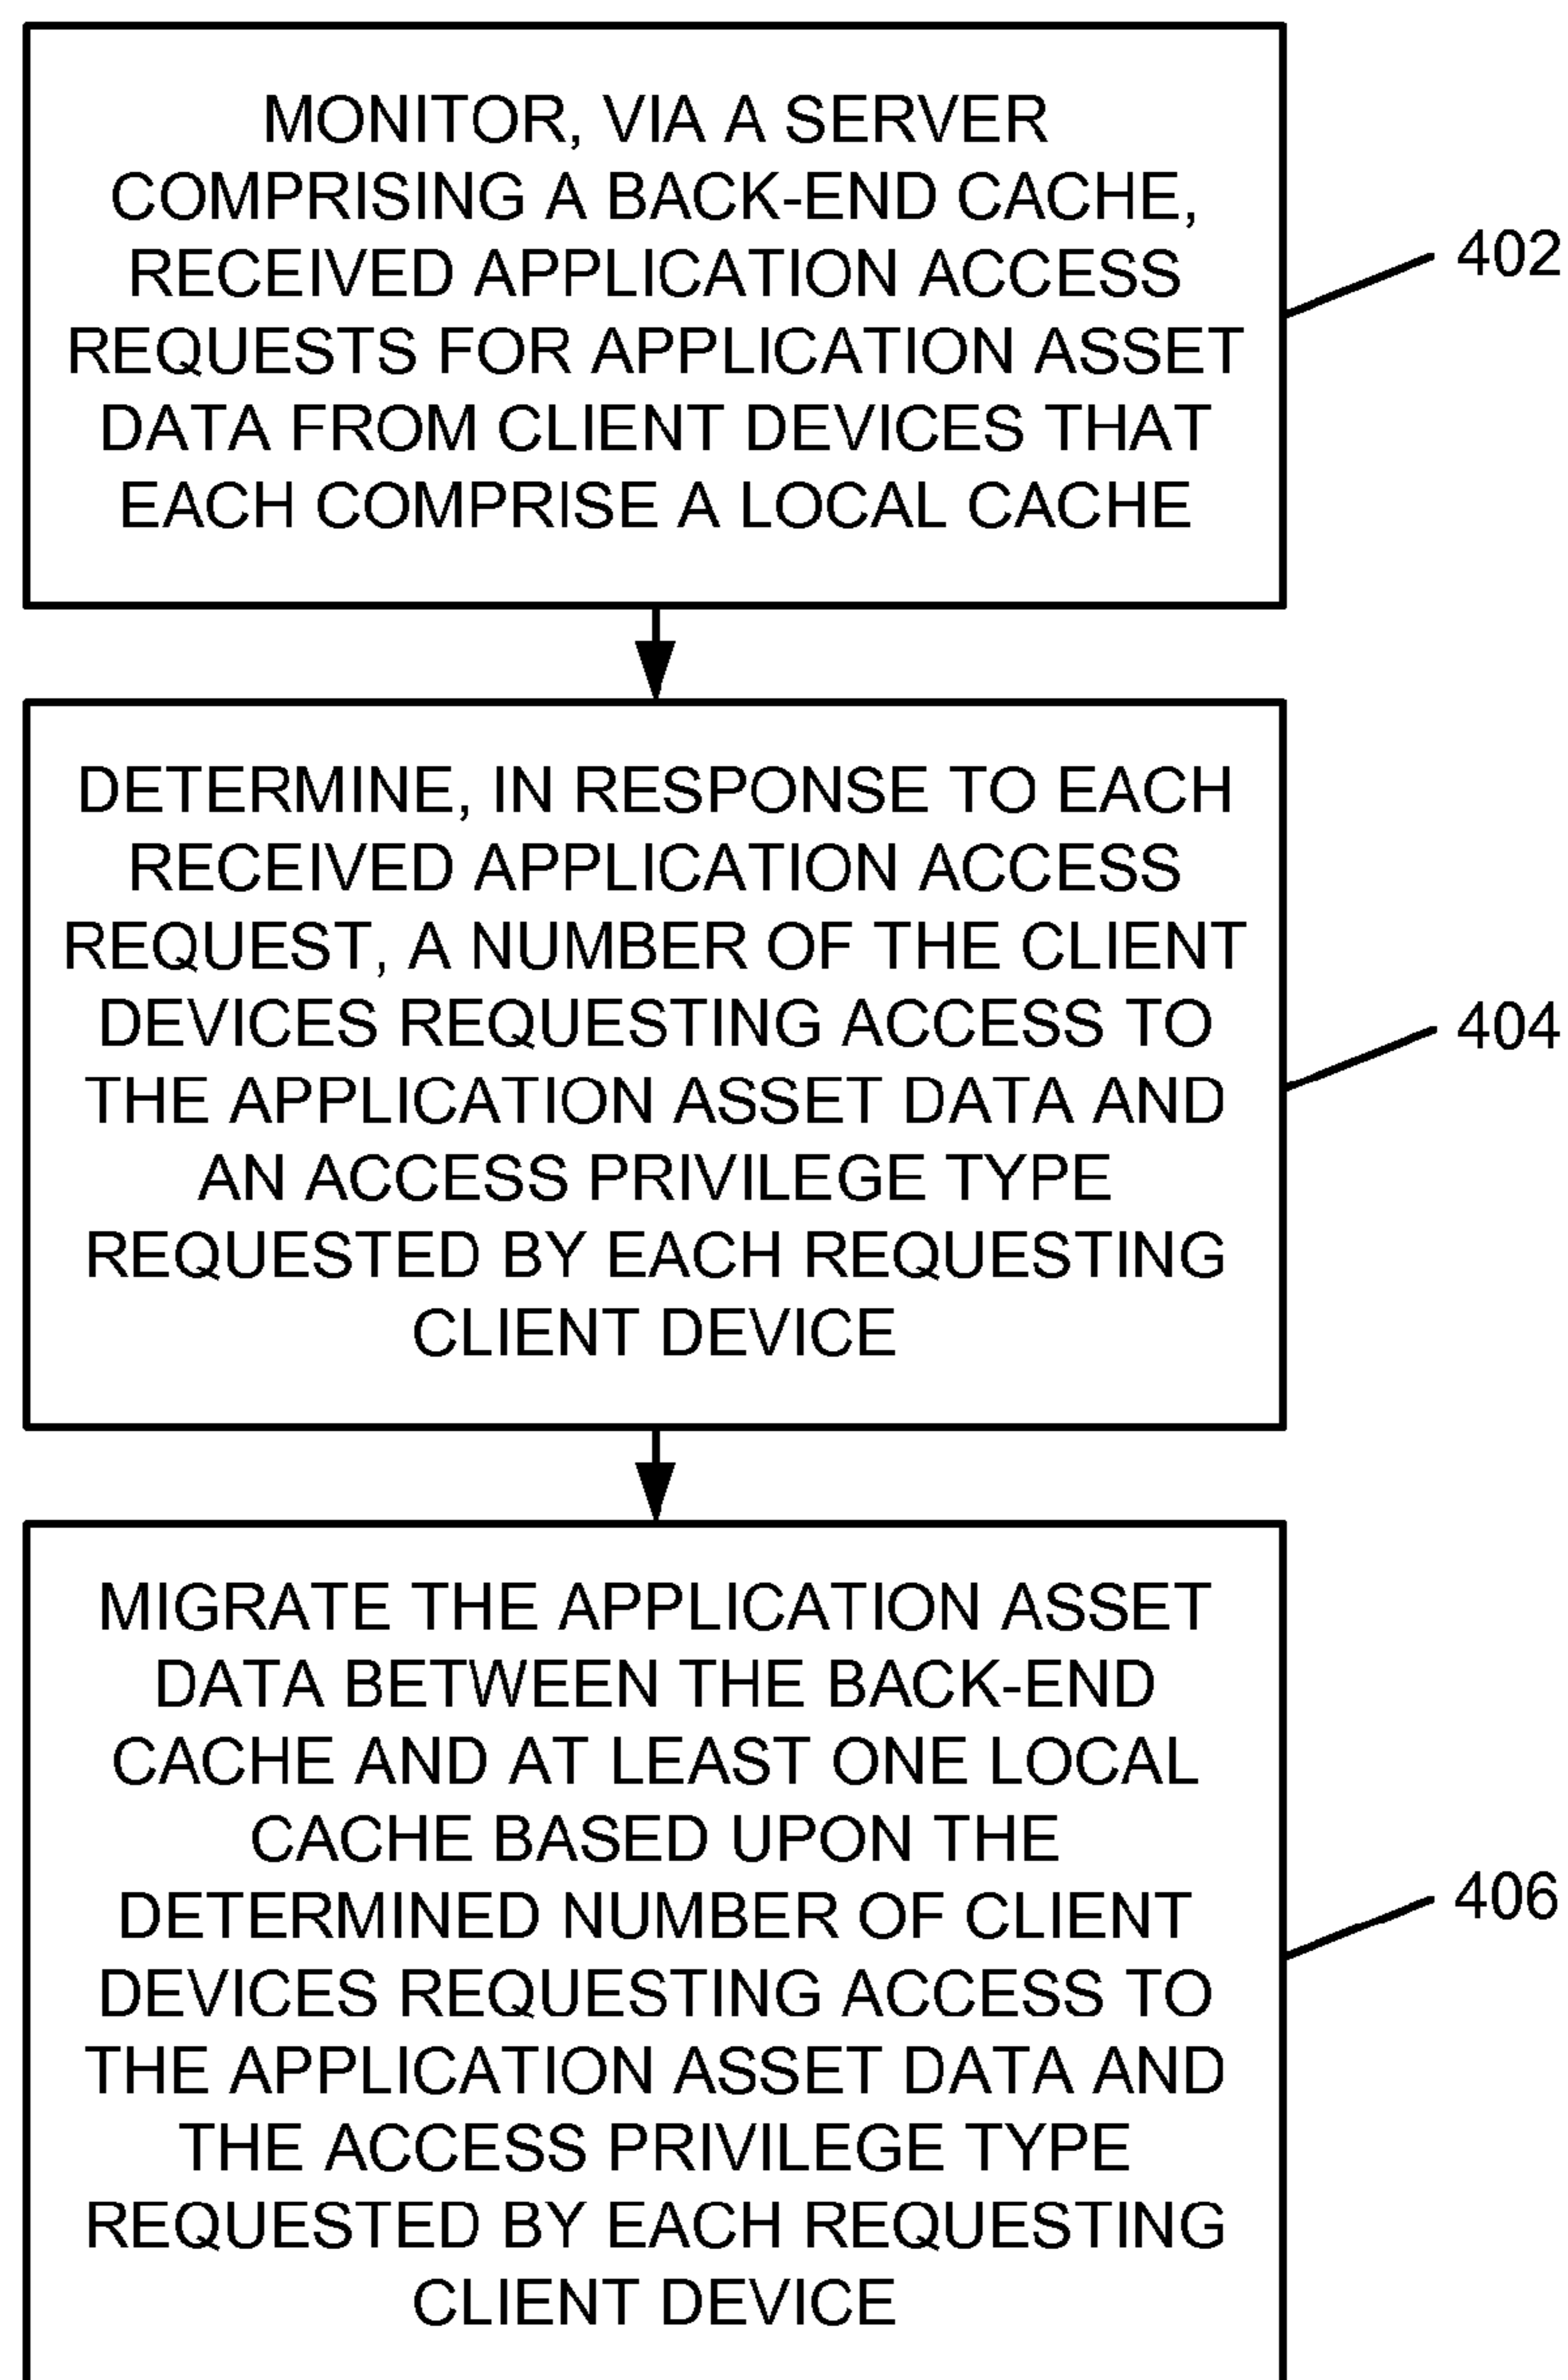 MONITOR, VIA A SERVER
COMPRISING A BACK-END CACHE,
RECEIVED APPLICATION ACCESS
REQUESTS FOR APPLICATION ASSET
DATA FROM CLIENT DEVICES THAT
EACH COMPRISE A LOCAL CACHE
402
DETERMINE, IN RESPONSE TO EACH
RECEIVED APPLICATION ACCESS
REQUEST, A NUMBER OF THE CLIENT
DEVICES REQUESTING ACCESS TO
THE APPLICATION ASSET DATA AND
AN ACCESS PRIVILEGE TYPE
REQUESTED BY EACH REQUESTING
CLIENT DEVICE
404
MIGRATE THE APPLICATION ASSET
DATA BETWEEN THE BACK-END
CACHE AND AT LEAST ONE LOCAL
CACHE BASED UPON THE
DETERMINED NUMBER OF CLIENT
DEVICES REQUESTING ACCESS TO
THE APPLICATION ASSET DATA AND
THE ACCESS PRIVILEGE TYPE
REQUESTED BY EACH REQUESTING
CLIENT DEVICE
406